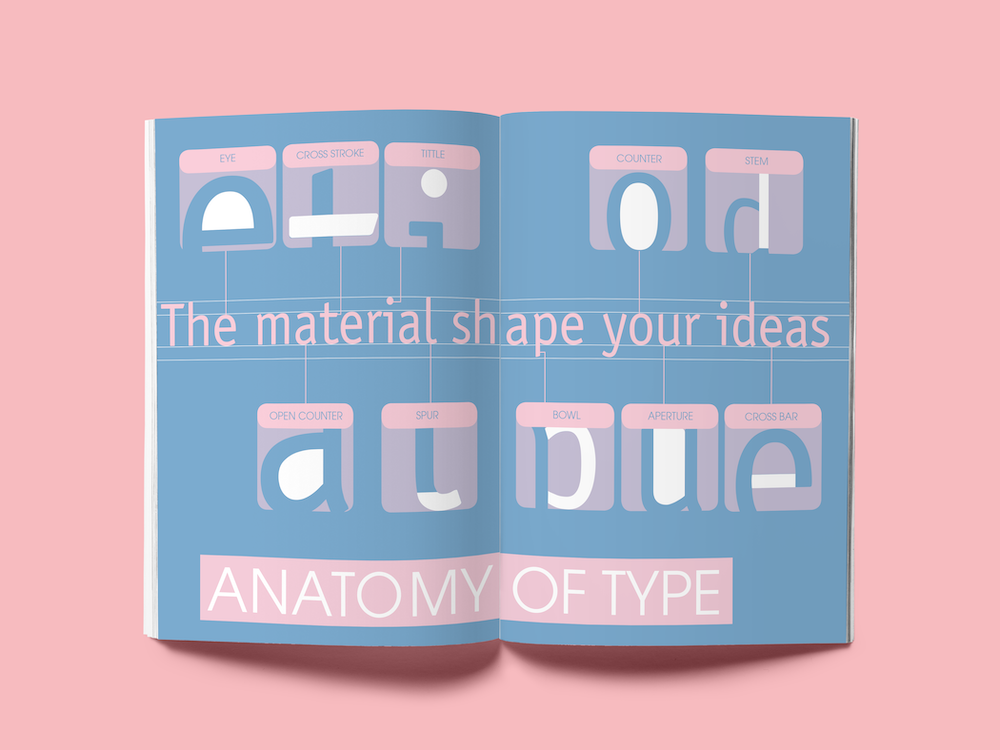 EYE CROSS STROKE TITTLE COUNTER STEM
The material shape your ideas
OPEN COUNTER SPUR BOWL APERTURE CROSS BAR
ANATOMY OF TYPE